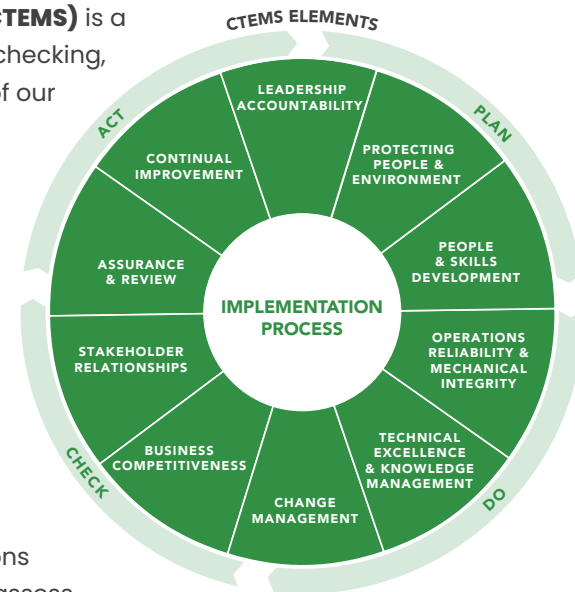 CTEMS) is a
checking,
of our
CTEMS ELEMENTS
ACT
PLAN
LEADERSHIP
ACCOUNTABILITY
PROTECTING
PEOPLE &
ENVIRONMENT
PEOPLE
& SKILLS
DEVELOPMENT
OPERATIONS
RELIABILITY &
MECHANICAL
INTEGRITY
TECHNICAL
EXCELLENCE
& KNOWLEDGE
MANAGEMENT
CHANGE
MANAGEMENT
BUSINESS
COMPETITIVENESS
STAKEHOLDER
RELATIONSHIPS
ASSURANCE
& REVIEW
CONTINUAL
IMPROVEMENT
IMPLEMENTATION
PROCESS
CHECK
DO